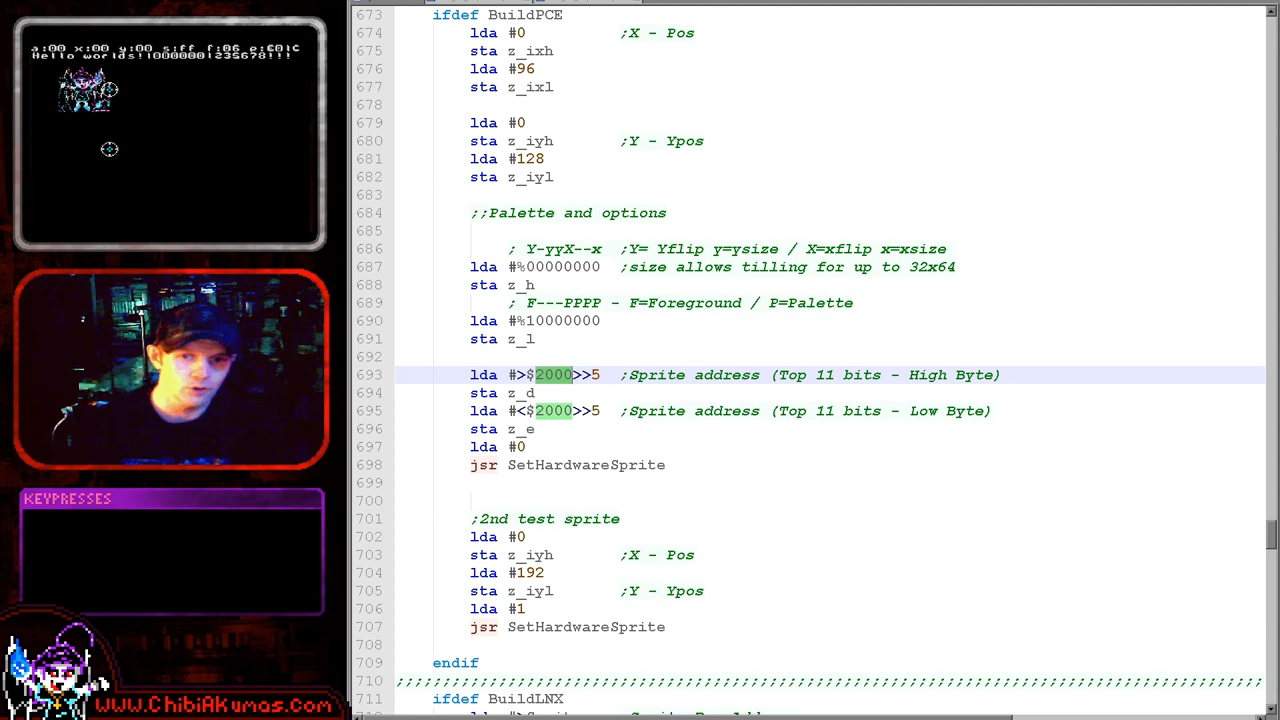 a:00 x:00 y:00 s:ff f:06 e:E01C
KEYPRESSES
www.ChibiAkumas.com
673 ifdef BuildPCE
674 lda #0 ;X - Pos
675 sta z_ixh
676 lda #96
677 sta z_ixl
678
679 lda #0
680 sta z_iyh ;Y - Ypos
681 lda #128
682 sta z_iyl
683
684 ;;Palette and options
685
686 ; Y-yyX--x ;Y= Yflip y=ysize / X=xflip x=xsize
687 lda #%00000000 ;size allows tilling for up to 32x64
688 sta z_h
689 ; F---PPPP - F=Foreground / P=Palette
690 lda #%10000000
691 sta z_l
692
693 lda #>$2000>>5 ;Sprite address (Top 11 bits - High Byte)
694 sta z_d
695 lda #<$2000>>5 ;Sprite address (Top 11 bits - Low Byte)
696 sta z_e
697 lda #0
698 jsr SetHardwareSprite
699
700
701 ;2nd test sprite
702 lda #0
703 sta z_iyh ;X - Pos
704 lda #192
705 sta z_iyl ;Y - Ypos
706 lda #1
707 jsr SetHardwareSprite
708
709 endif
710 ;;;;;;;;;;;;;;;;;;;;;;;;;;;;;;;;;;;;;;;;;;;;;;;;;;;;;;;;;;;;;;;;;;;;;;;;;;;;;;;;;;;;;;;;;;;;
711 ifdef BuildLNX